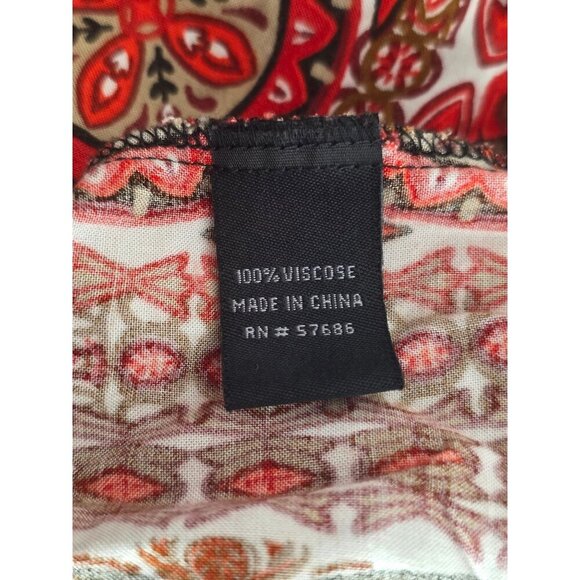 100% VISCOSE
MADE IN CHINA
RN # 57686